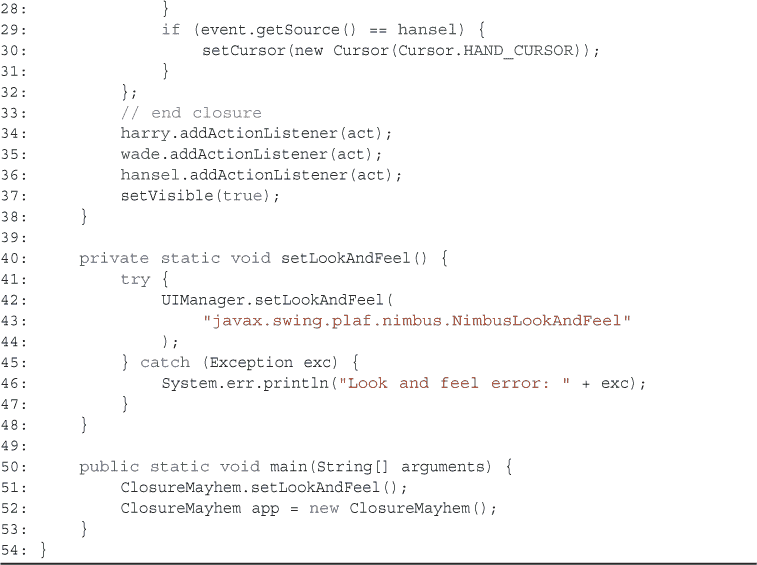 28:             }
29:             if (event.getSource() == hansel) {
30:                 setCursor(new Cursor(Cursor.HAND_CURSOR));
31:             }
32:         };
33:         // end closure
34:         harry.addActionListener(act);
35:         wade.addActionListener(act);
36:         hansel.addActionListener(act);
37:         setVisible(true);
38:     }
39:
40:     private static void setLookAndFeel() {
41:         try {
42:             UIManager.setLookAndFeel(
43:                 "javax.swing.plaf.nimbus.NimbusLookAndFeel"
44:             );
45:         } catch (Exception exc) {
46:             System.err.println("Look and feel error: " + exc);
47:         }
48:     }
49:
50:     public static void main(String[] arguments) {
51:         ClosureMayhem.setLookAndFeel();
52:         ClosureMayhem app = new ClosureMayhem();
53:     }
54: }